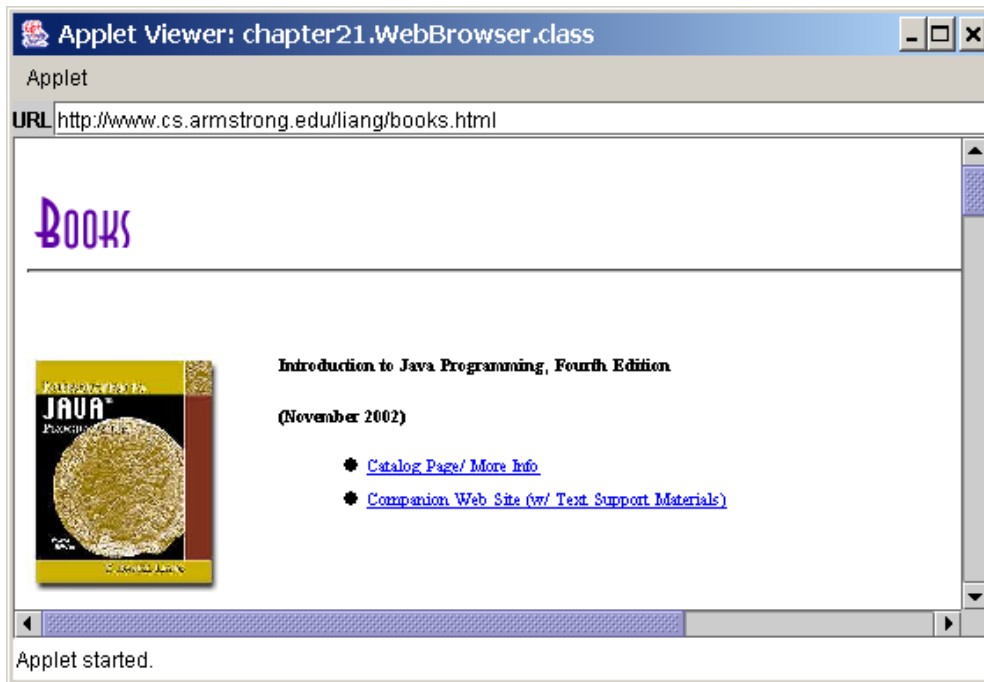 Applet Viewer: chapter21.WebBrowser.class
Applet
URL http://www.cs.armstrong.edu/liang/books.html
Books
Introduction to Java Programming, Fourth Edition
JAVA
(November 2002)
Catalog Page/ More Info
Companion Web Site (w/ Text Support Materials)
Applet started.